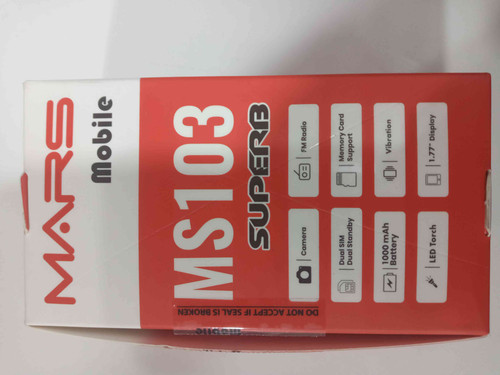 MARS
Mobile
MS103
SUPERB
Camera
FM Radio
Dual SIM
Dual Standby
Memory Card
Support
1000 mAh
Battery
Vibration
LED Torch
1.77" Display
DO NOT ACCEPT IF SEAL IS BROKEN
Mobile